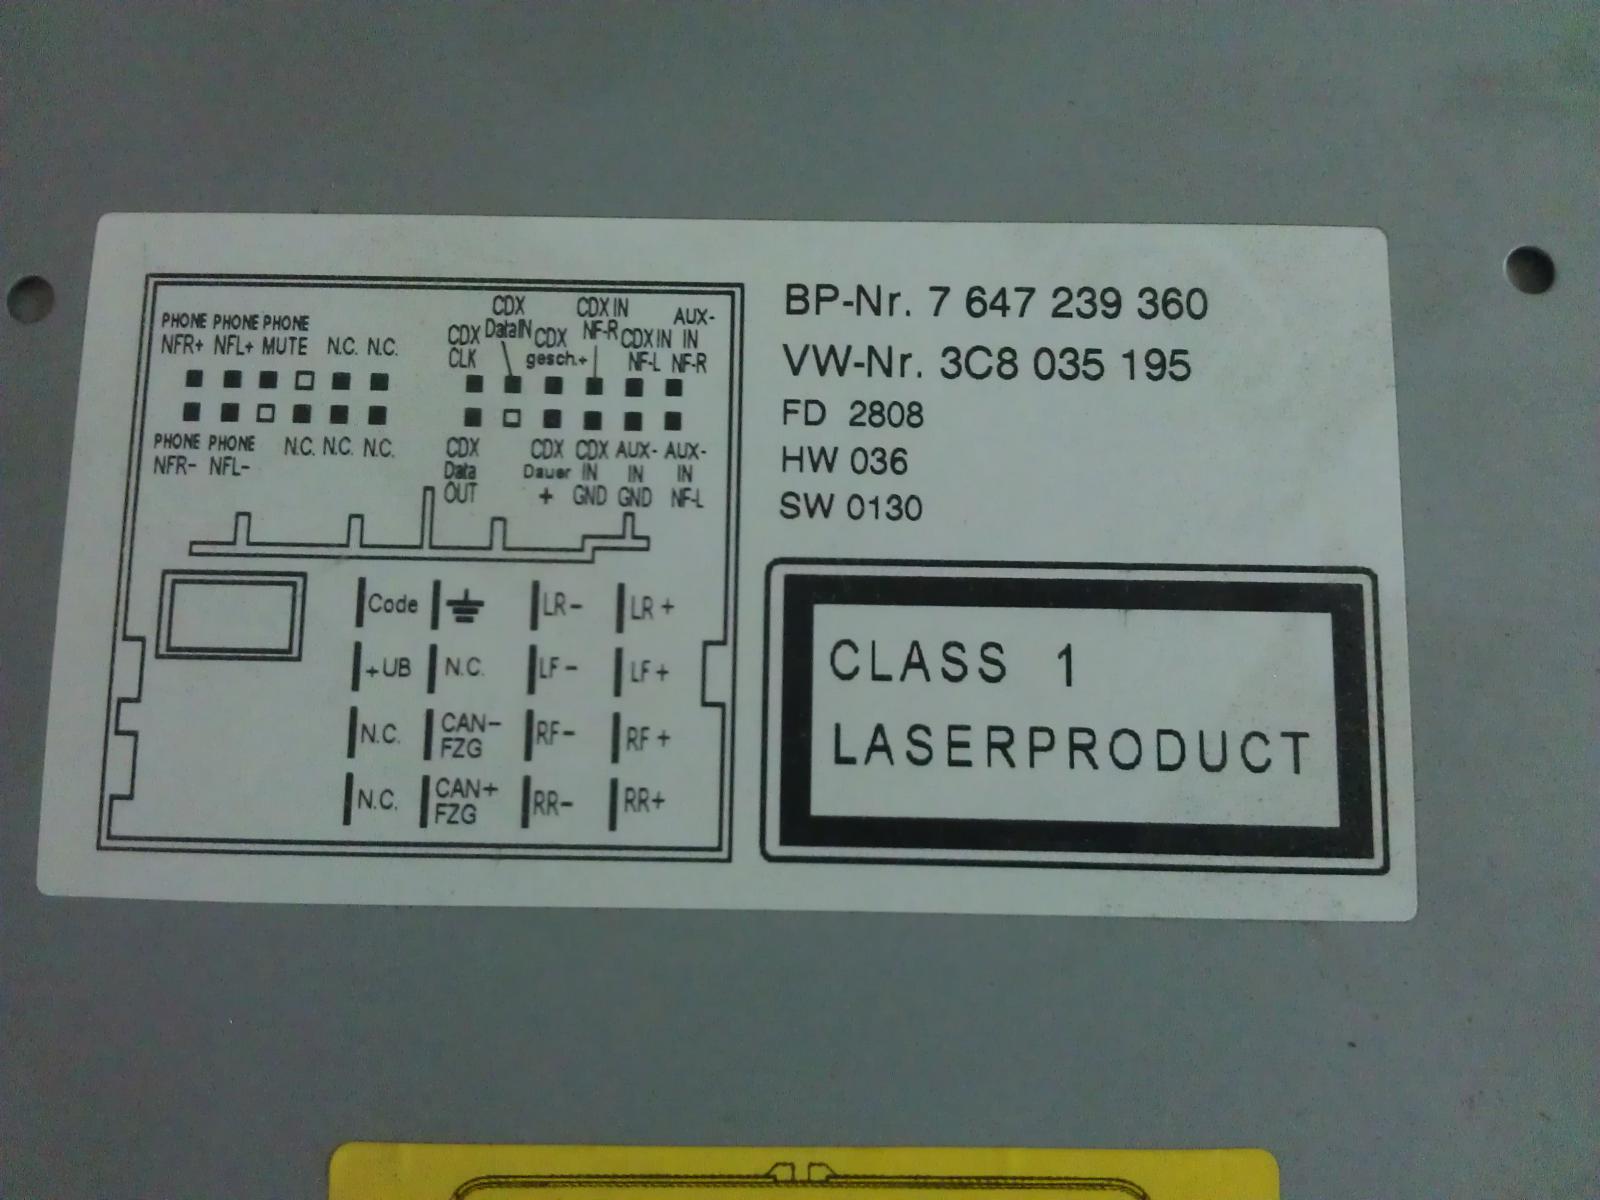 PHONE PHONE PHONE
NFR+ NFL+ MUTE N.C. N.C.
PHONE PHONE
NFR- NFL- N.C. N.C. N.C.
CDX
CLK
CDX
DataIN
CDX
gesch.+
CDX IN
NF-R
CDX IN
NF-L
AUX-
IN
NF-R
CDX
Data
OUT
CDX
Dauer
+
CDX
IN
GND
AUX-
IN
GND
AUX-
IN
NF-L
Code LR- LR+
+UB N.C. LF- LF+
N.C. CAN-
FZG RF- RF+
N.C. CAN+
FZG RR- RR+
BP-Nr. 7 647 239 360
VW-Nr. 3C8 035 195
FD 2808
HW 036
SW 0130
CLASS 1
LASERPRODUCT